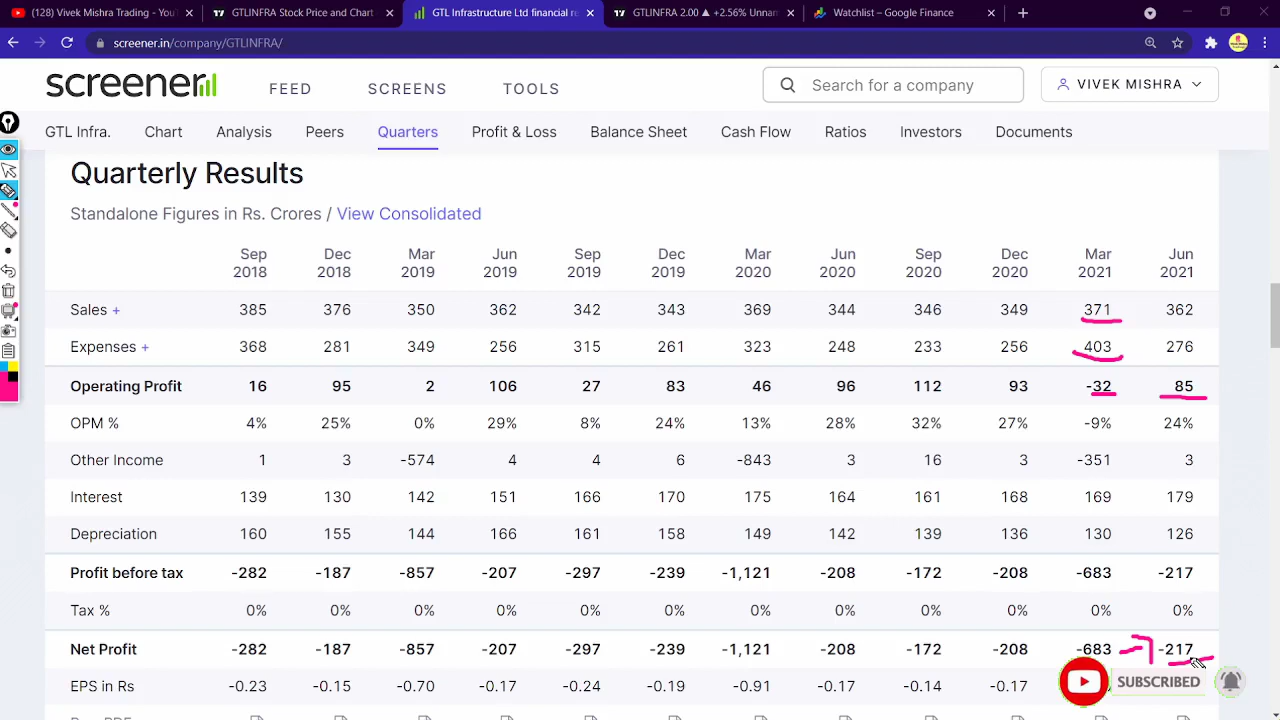 (128) Vivek Mishra Trading - YouT
GTLINFRA Stock Price and Chart
GTL Infrastructure Ltd financial re
GTLINFRA 2.00 ▲ +2.56% Unnam
Watchlist – Google Finance
screener.in/company/GTLINFRA/
screener
FEED
SCREENS
TOOLS
Search for a company
VIVEK MISHRA
GTL Infra. Chart Analysis Peers Quarters Profit & Loss Balance Sheet Cash Flow Ratios Investors Documents
Quarterly Results
Standalone Figures in Rs. Crores / View Consolidated
Sep Dec Mar Jun Sep Dec Mar Jun Sep Dec Mar Jun
2018 2018 2019 2019 2019 2019 2020 2020 2020 2020 2021 2021
Sales + 385 376 350 362 342 343 369 344 346 349 371 362
Expenses + 368 281 349 256 315 261 323 248 233 256 403 276
Operating Profit 16 95 2 106 27 83 46 96 112 93 -32 85
OPM % 4% 25% 0% 29% 8% 24% 13% 28% 32% 27% -9% 24%
Other Income 1 3 -574 4 4 6 -843 3 16 3 -351 3
Interest 139 130 142 151 166 170 175 164 161 168 169 179
Depreciation 160 155 144 166 161 158 149 142 139 136 130 126
Profit before tax -282 -187 -857 -207 -297 -239 -1,121 -208 -172 -208 -683 -217
Tax % 0% 0% 0% 0% 0% 0% 0% 0% 0% 0% 0% 0%
Net Profit -282 -187 -857 -207 -297 -239 -1,121 -208 -172 -208 -683 -217
EPS in Rs -0.23 -0.15 -0.70 -0.17 -0.24 -0.19 -0.91 -0.17 -0.14 -0.17
SUBSCRIBED